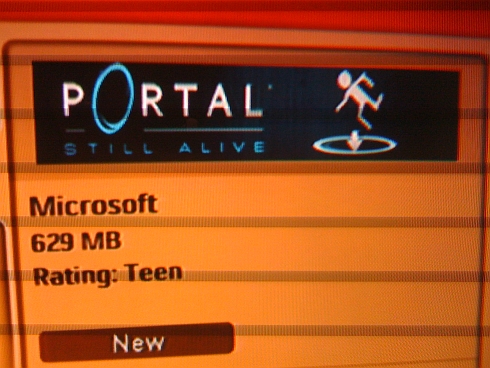 PORTAL
STILL ALIVE
Microsoft
629 MB
Rating: Teen
New